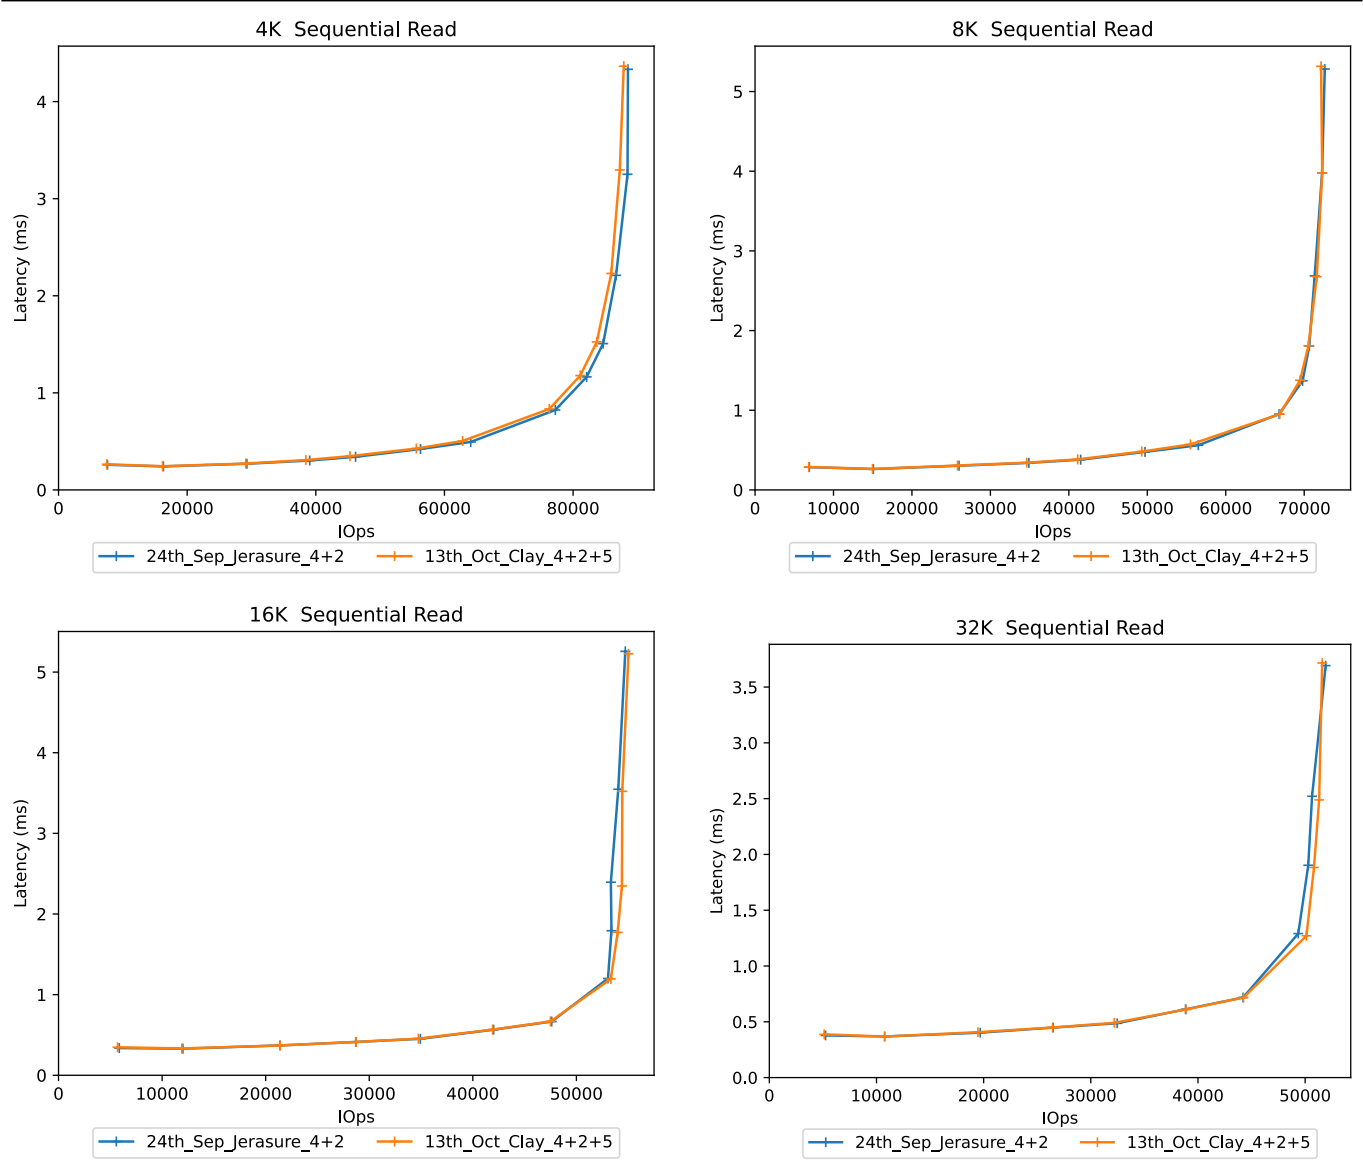 4K  Sequential Read
Latency (ms)
4
3
2
1
0
0 20000 40000 60000 80000
IOps
24th_Sep_Jerasure_4+2 13th_Oct_Clay_4+2+5
8K  Sequential Read
Latency (ms)
5
4
3
2
1
0
0 10000 20000 30000 40000 50000 60000 70000
IOps
24th_Sep_Jerasure_4+2 13th_Oct_Clay_4+2+5
16K  Sequential Read
Latency (ms)
5
4
3
2
1
0
0 10000 20000 30000 40000 50000
IOps
24th_Sep_Jerasure_4+2 13th_Oct_Clay_4+2+5
32K  Sequential Read
Latency (ms)
3.5
3.0
2.5
2.0
1.5
1.0
0.5
0.0
0 10000 20000 30000 40000 50000
IOps
24th_Sep_Jerasure_4+2 13th_Oct_Clay_4+2+5